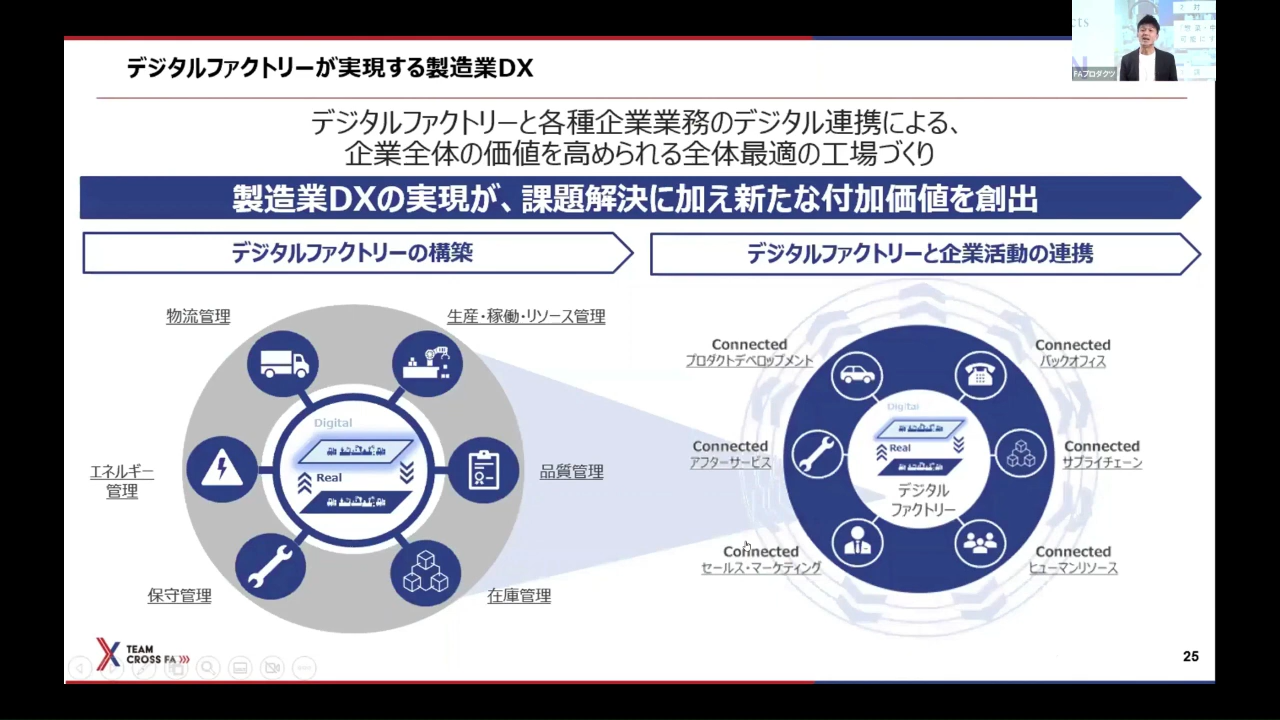 デジタルファクトリーが実現する製造業DX
FAプロダクツ
デジタルファクトリーと各種企業業務のデジタル連携による、
企業全体の価値を高められる全体最適の工場づくり
製造業DXの実現が、課題解決に加え新たな付加価値を創出
デジタルファクトリーの構築
物流管理
生産・稼働・リソース管理
エネルギー
管理
品質管理
保守管理
在庫管理
Digital
Real
デジタルファクトリーと企業活動の連携
Connected
プロダクトデベロップメント
Connected
バックオフィス
Connected
アフターサービス
Connected
サプライチェーン
Connected
セールス・マーケティング
Connected
ヒューマンリソース
Digital
Real
デジタル
ファクトリー
TEAM
CROSS FA
25